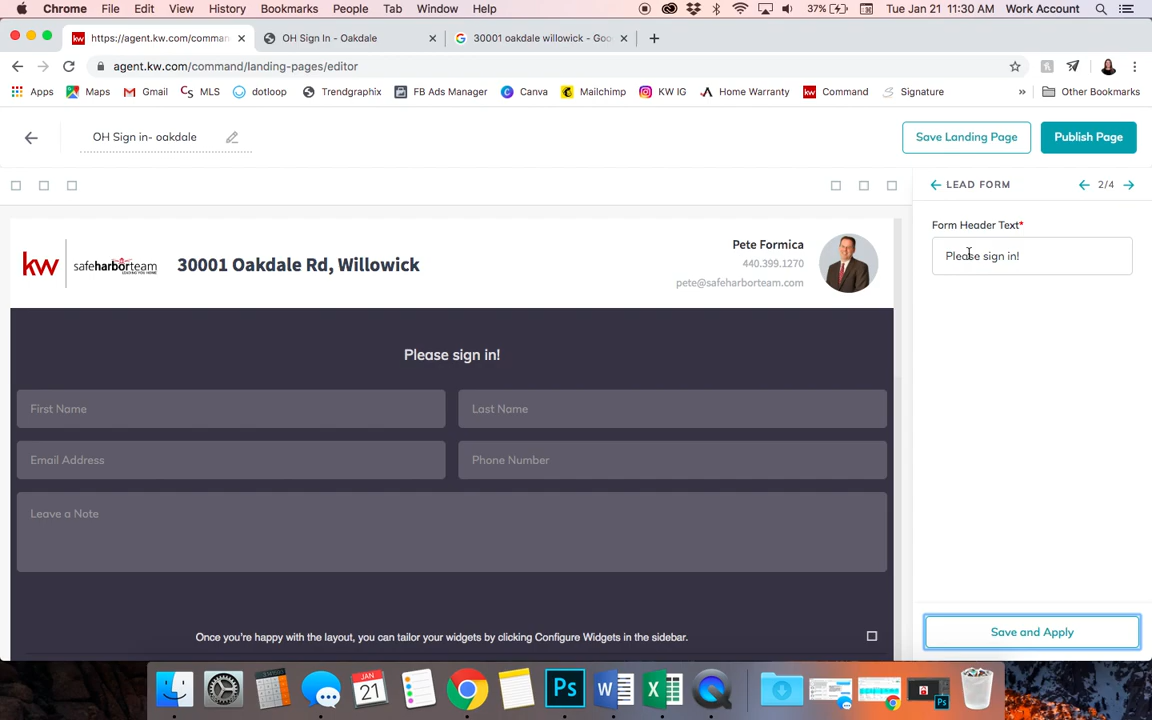 Chrome File Edit View History Bookmarks People Tab Window Help 37% Tue Jan 21 11:30 AM Work Account
https://agent.kw.com/comman OH Sign In - Oakdale 30001 oakdale willowick - Goo
agent.kw.com/command/landing-pages/editor
Apps Maps Gmail MLS dotloop Trendgraphix FB Ads Manager Canva Mailchimp KW IG Home Warranty Command Signature » Other Bookmarks
OH Sign in- oakdale Save Landing Page Publish Page
LEAD FORM 2/4
Form Header Text*
Please sign in!
kw safeharborteam 30001 Oakdale Rd, Willowick
LEADING YOU HOME
Pete Formica
440.399.1270
pete@safeharborteam.com
Please sign in!
First Name Last Name
Email Address Phone Number
Leave a Note
Once you're happy with the layout, you can tailor your widgets by clicking Configure Widgets in the sidebar.
Save and Apply
JAN
21
Ps W X
Ps